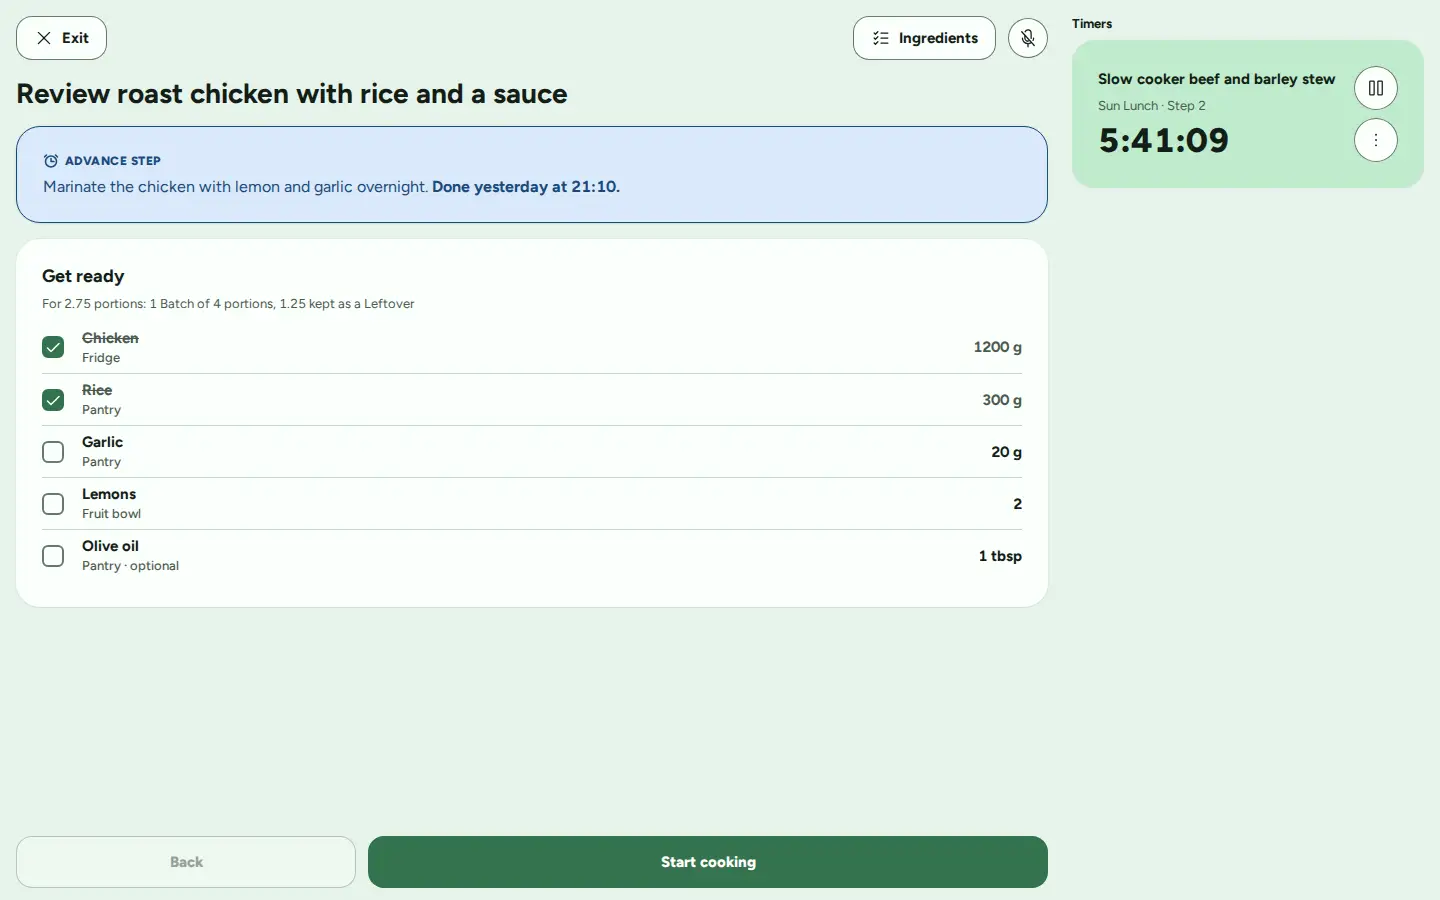 Exit
Ingredients
Review roast chicken with rice and a sauce
ADVANCE STEP
Marinate the chicken with lemon and garlic overnight. Done yesterday at 21:10.
Get ready
For 2.75 portions: 1 Batch of 4 portions, 1.25 kept as a Leftover
Chicken
Fridge
1200 g
Rice
Pantry
300 g
Garlic
Pantry
20 g
Lemons
Fruit bowl
2
Olive oil
Pantry · optional
1 tbsp
Back
Start cooking
Timers
Slow cooker beef and barley stew
Sun Lunch · Step 2
5:41:09